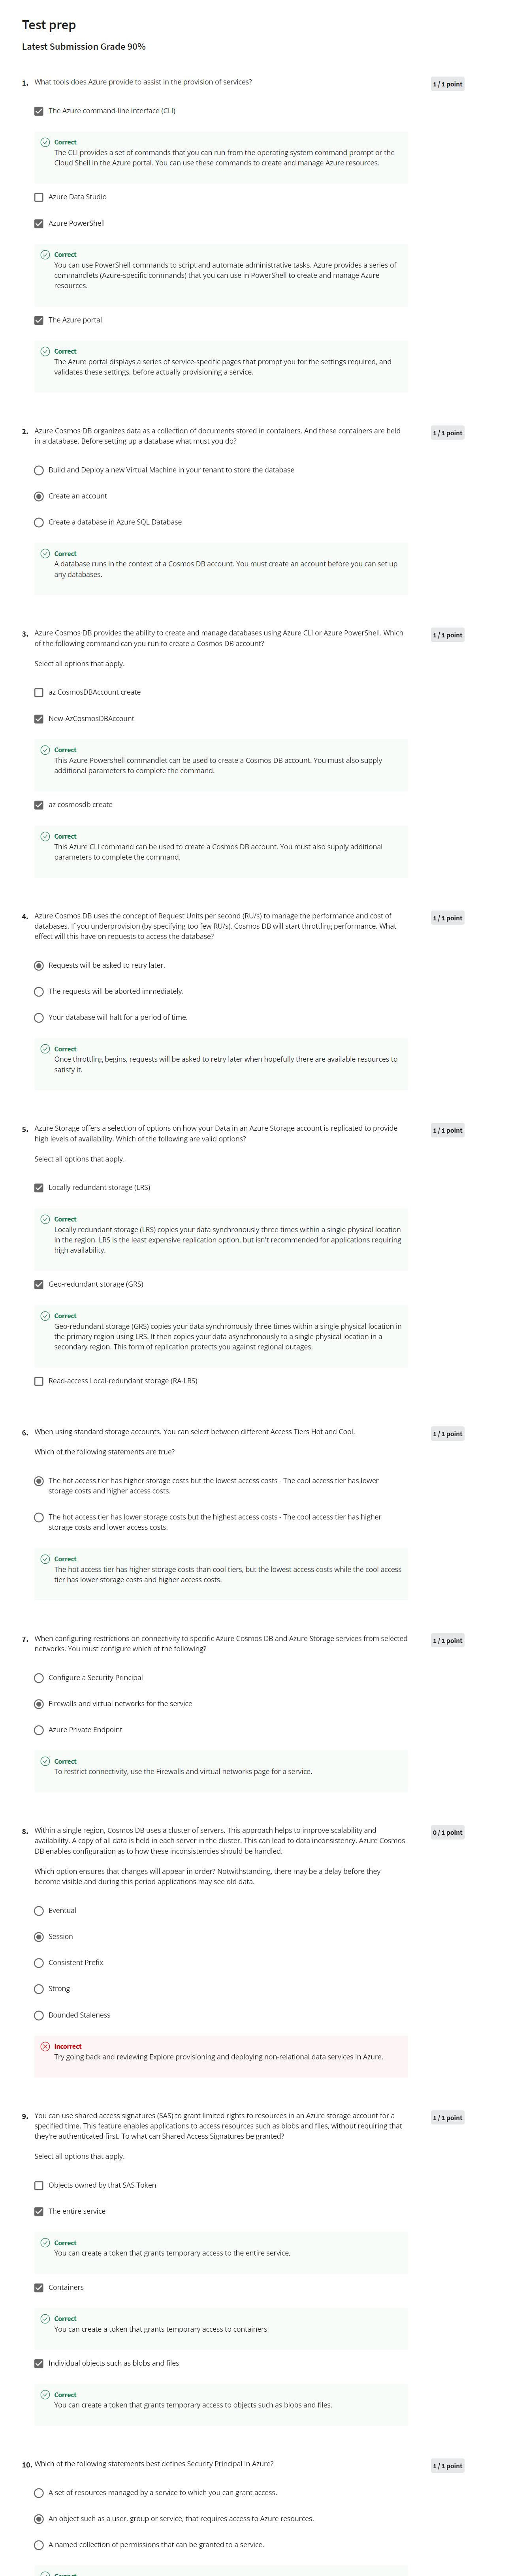 Test prep
Latest Submission Grade 90%
1. What tools does Azure provide to assist in the provision of services?
1 / 1 point
The Azure command-line interface (CLI)
Correct
The CLI provides a set of commands that you can run from the operating system command prompt or the
Cloud Shell in the Azure portal. You can use these commands to create and manage Azure resources.
Azure Data Studio
Azure PowerShell
Correct
You can use PowerShell commands to script and automate administrative tasks. Azure provides a series of
commandlets (Azure-specific commands) that you can use in PowerShell to create and manage Azure
resources.
The Azure portal
Correct
The Azure portal displays a series of service-specific pages that prompt you for the settings required, and
validates these settings, before actually provisioning a service.
2. Azure Cosmos DB organizes data as a collection of documents stored in containers. And these containers are held
in a database. Before setting up a database what must you do?
1 / 1 point
Build and Deploy a new Virtual Machine in your tenant to store the database
Create an account
Create a database in Azure SQL Database
Correct
A database runs in the context of a Cosmos DB account. You must create an account before you can set up
any databases.
3. Azure Cosmos DB provides the ability to create and manage databases using Azure CLI or Azure PowerShell. Which
of the following command can you run to create a Cosmos DB account?
1 / 1 point
Select all options that apply.
az CosmosDBAccount create
New-AzCosmosDBAccount
Correct
This Azure Powershell commandlet can be used to create a Cosmos DB account. You must also supply
additional parameters to complete the command.
az cosmosdb create
Correct
This Azure CLI command can be used to create a Cosmos DB account. You must also supply additional
parameters to complete the command.
4. Azure Cosmos DB uses the concept of Request Units per second (RU/s) to manage the performance and cost of
databases. If you underprovision (by specifying too few RU/s), Cosmos DB will start throttling performance. What
effect will this have on requests to access the database?
1 / 1 point
Requests will be asked to retry later.
The requests will be aborted immediately.
Your database will halt for a period of time.
Correct
Once throttling begins, requests will be asked to retry later when hopefully there are available resources to
satisfy it.
5. Azure Storage offers a selection of options on how your Data in an Azure Storage account is replicated to provide
high levels of availability. Which of the following are valid options?
1 / 1 point
Select all options that apply.
Locally redundant storage (LRS)
Correct
Locally redundant storage (LRS) copies your data synchronously three times within a single physical location
in the region. LRS is the least expensive replication option, but isn't recommended for applications requiring
high availability.
Geo-redundant storage (GRS)
Correct
Geo-redundant storage (GRS) copies your data synchronously three times within a single physical location in
the primary region using LRS. It then copies your data asynchronously to a single physical location in a
secondary region. This form of replication protects you against regional outages.
Read-access Local-redundant storage (RA-LRS)
6. When using standard storage accounts. You can select between different Access Tiers Hot and Cool.
1 / 1 point
Which of the following statements are true?
The hot access tier has higher storage costs but the lowest access costs - The cool access tier has lower
storage costs and higher access costs.
The hot access tier has lower storage costs but the highest access costs - The cool access tier has higher
storage costs and lower access costs.
Correct
The hot access tier has higher storage costs than cool tiers, but the lowest access costs while the cool access
tier has lower storage costs and higher access costs.
7. When configuring restrictions on connectivity to specific Azure Cosmos DB and Azure Storage services from selected
networks. You must configure which of the following?
1 / 1 point
Configure a Security Principal
Firewalls and virtual networks for the service
Azure Private Endpoint
Correct
To restrict connectivity, use the Firewalls and virtual networks page for a service.
8. Within a single region, Cosmos DB uses a cluster of servers. This approach helps to improve scalability and
availability. A copy of all data is held in each server in the cluster. This can lead to data inconsistency. Azure Cosmos
DB enables configuration as to how these inconsistencies should be handled.
0 / 1 point
Which option ensures that changes will appear in order? Notwithstanding, there may be a delay before they
become visible and during this period applications may see old data.
Eventual
Session
Consistent Prefix
Strong
Bounded Staleness
Incorrect
Try going back and reviewing Explore provisioning and deploying non-relational data services in Azure.
9. You can use shared access signatures (SAS) to grant limited rights to resources in an Azure storage account for a
specified time. This feature enables applications to access resources such as blobs and files, without requiring that
they're authenticated first. To what can Shared Access Signatures be granted?
1 / 1 point
Select all options that apply.
Objects owned by that SAS Token
The entire service
Correct
You can create a token that grants temporary access to the entire service,
Containers
Correct
You can create a token that grants temporary access to containers
Individual objects such as blobs and files
Correct
You can create a token that grants temporary access to objects such as blobs and files.
10. Which of the following statements best defines Security Principal in Azure?
1 / 1 point
A set of resources managed by a service to which you can grant access.
An object such as a user, group or service, that requires access to Azure resources.
A named collection of permissions that can be granted to a service.